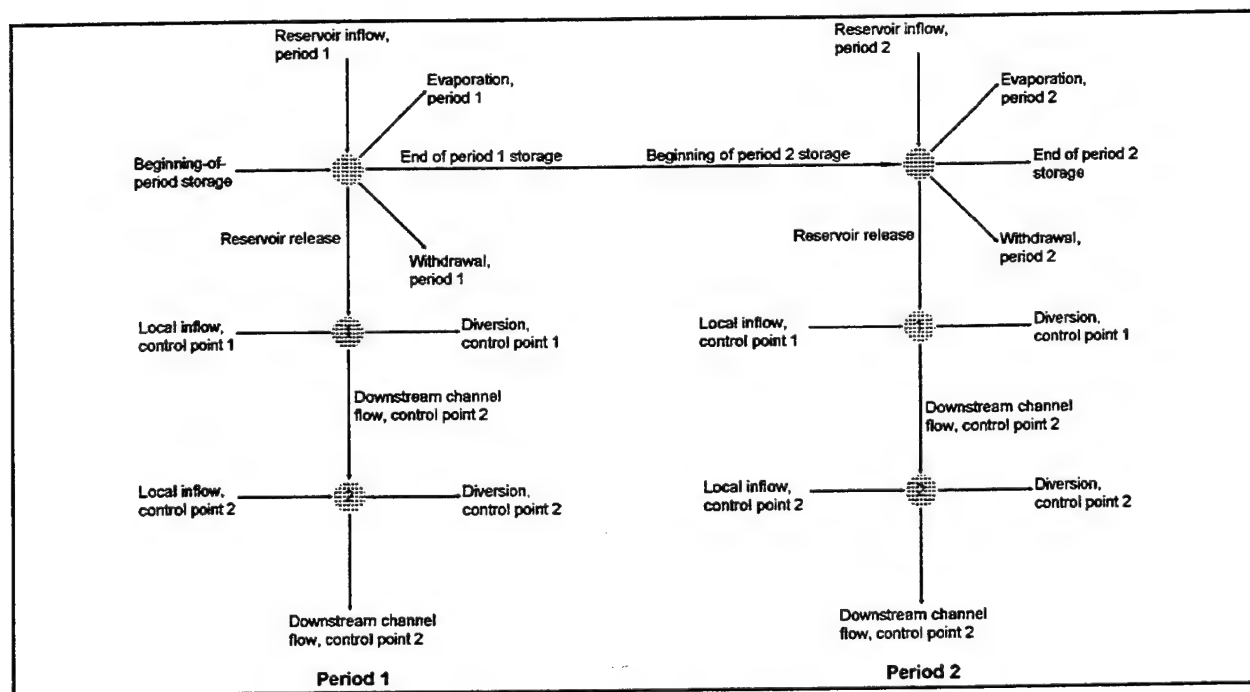 Reservoir inflow,
period 1
Evaporation,
period 1
Beginning-of-
period storage
End of period 1 storage
Reservoir release
Withdrawal,
period 1
Local inflow,
control point 1
1
Diversion,
control point 1
Downstream channel
flow, control point 2
Local inflow,
control point 2
2
Diversion,
control point 2
Downstream channel
flow, control point 2
Period 1
Reservoir inflow,
period 2
Evaporation,
period 2
Beginning of period 2 storage
End of period 2
storage
Reservoir release
Withdrawal,
period 2
Local inflow,
control point 1
1
Diversion,
control point 1
Downstream channel
flow, control point 2
Local inflow,
control point 2
2
Diversion,
control point 2
Downstream channel
flow, control point 2
Period 2